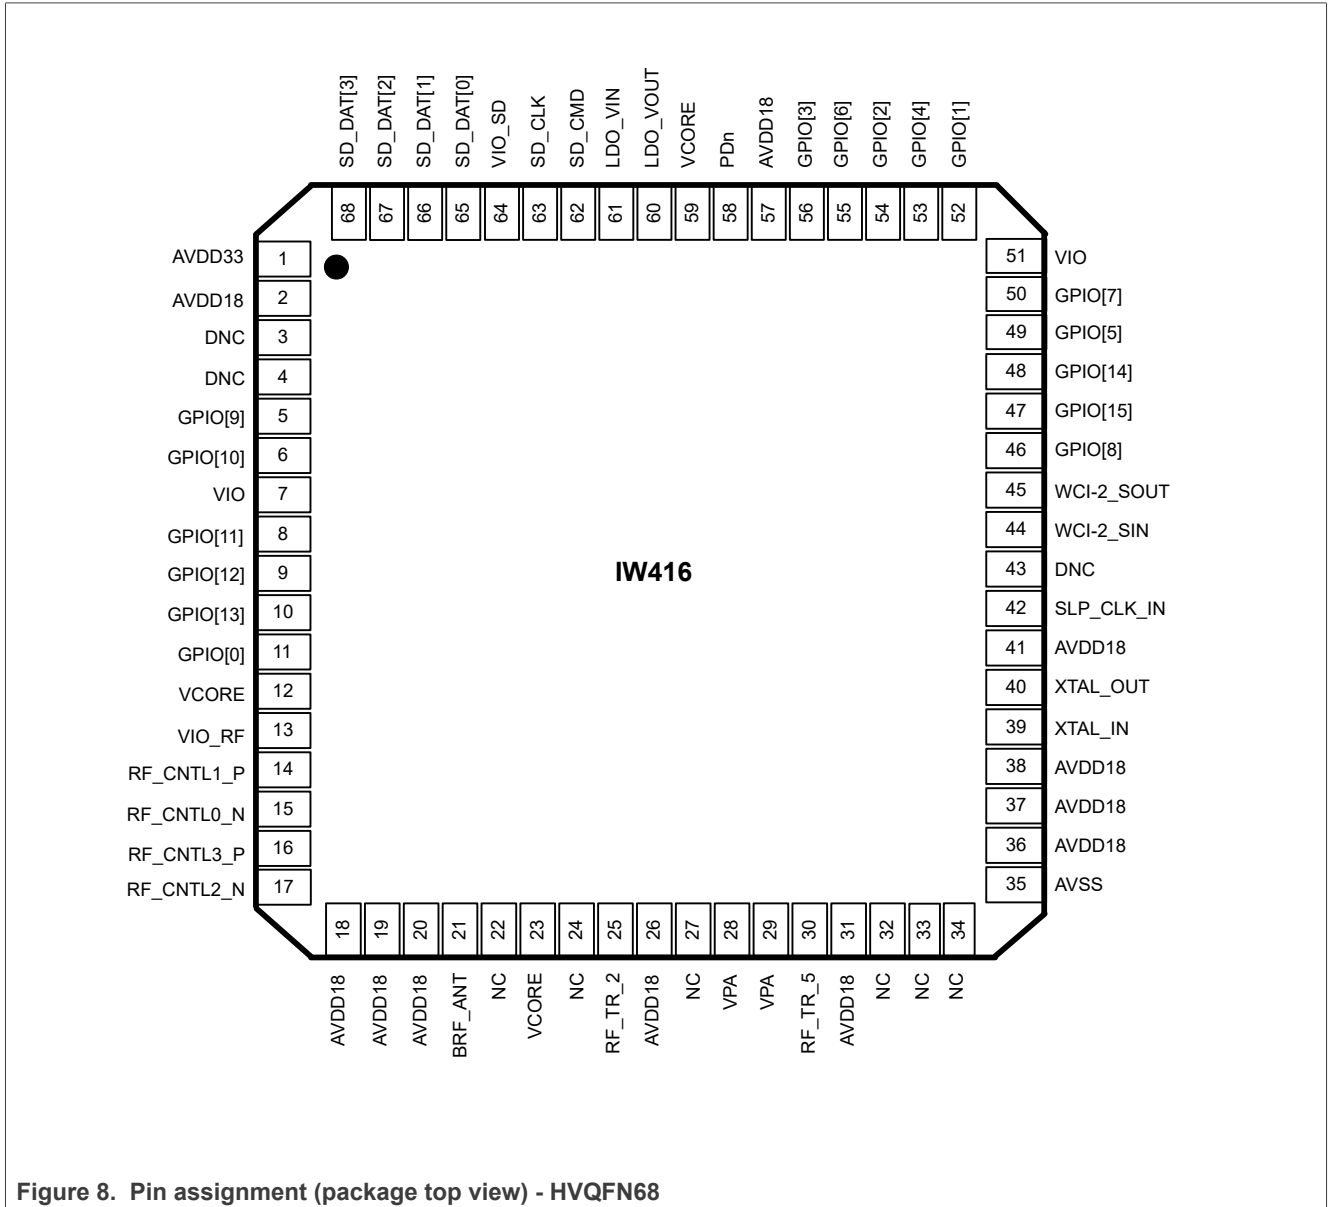 SD_DAT[3]
SD_DAT[2]
SD_DAT[1]
SD_DAT[0]
VIO_SD
SD_CLK
SD_CMD
LDO_VIN
LDO_VOUT
VCORE
PDn
AVDD18
GPIO[3]
GPIO[6]
GPIO[2]
GPIO[4]
GPIO[1]
68
67
66
65
64
63
62
61
60
59
58
57
56
55
54
53
52
AVDD33 1
AVDD18 2
DNC 3
DNC 4
GPIO[9] 5
GPIO[10] 6
VIO 7
GPIO[11] 8
GPIO[12] 9
GPIO[13] 10
GPIO[0] 11
VCORE 12
VIO_RF 13
RF_CNTL1_P 14
RF_CNTL0_N 15
RF_CNTL3_P 16
RF_CNTL2_N 17
IW416
51 VIO
50 GPIO[7]
49 GPIO[5]
48 GPIO[14]
47 GPIO[15]
46 GPIO[8]
45 WCI-2_SOUT
44 WCI-2_SIN
43 DNC
42 SLP_CLK_IN
41 AVDD18
40 XTAL_OUT
39 XTAL_IN
38 AVDD18
37 AVDD18
36 AVDD18
35 AVSS
18
19
20
21
22
23
24
25
26
27
28
29
30
31
32
33
34
AVDD18
AVDD18
AVDD18
BRF_ANT
NC
VCORE
NC
RF_TR_2
AVDD18
NC
VPA
VPA
RF_TR_5
AVDD18
NC
NC
NC
Figure 8. Pin assignment (package top view) - HVQFN68